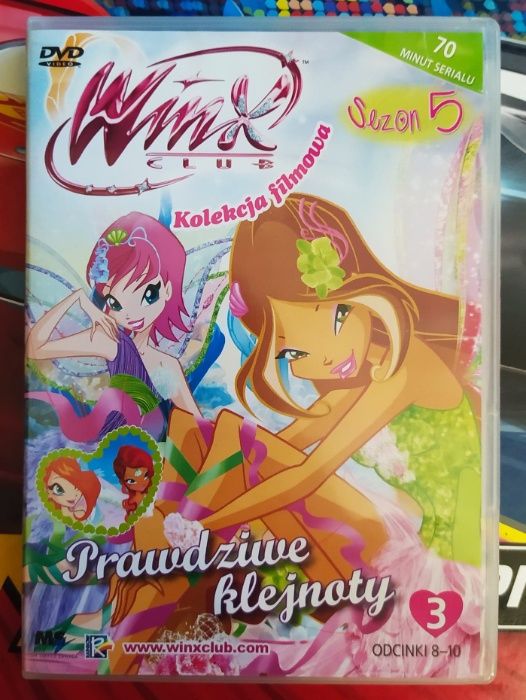 DVD
VIDEO
70
MINUT SERIALU
Winx
CLUB
TM
Sezon 5
Kolekcja filmowa
Prawdziwe
klejnoty
3
www.winxclub.com
ODCINKI 8-10